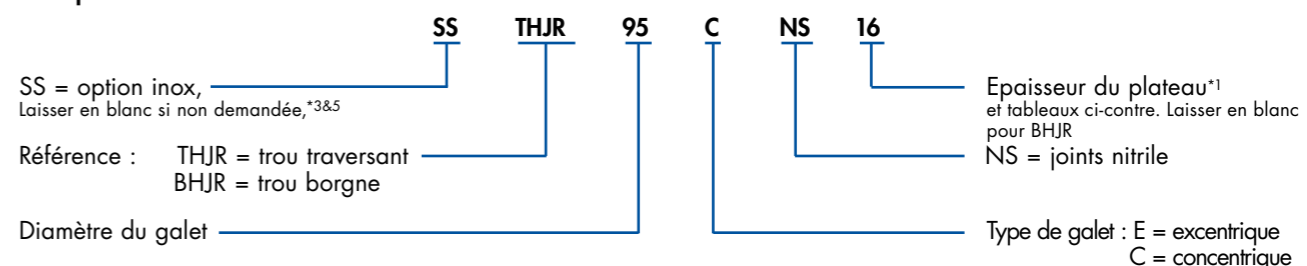 SS THJR 95 C NS 16
SS = option inox,
Laisser en blanc si non demandée,*3&5
Référence : THJR = trou traversant
BHJR = trou borgne
Diamètre du galet
Epaisseur du plateau*1
et tableaux ci-contre. Laisser en blanc
pour BHJR
NS = joints nitrile
Type de galet : E = excentrique
C = concentrique